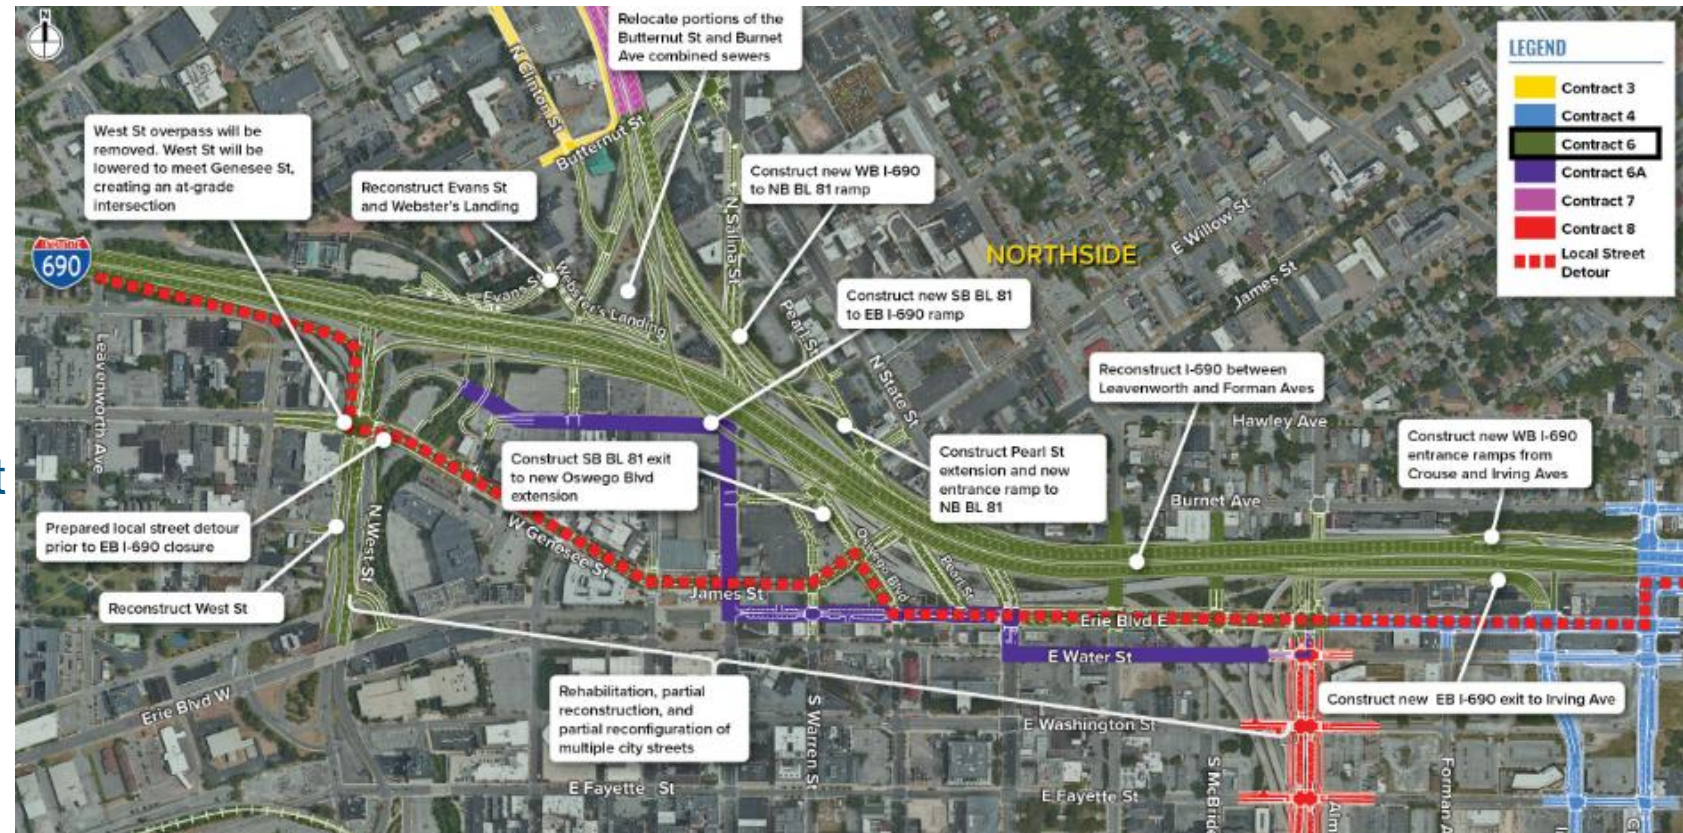 N
Relocate portions of the
Butternut St and Burnet
Ave combined sewers
LEGEND
Contract 3
Contract 4
Contract 6
Contract 6A
Contract 7
Contract 8
Local Street
Detour
N Clinton St
Butternut St
West St overpass will be
removed. West St will be
lowered to meet Genesee St,
creating an at-grade
intersection
Reconstruct Evans St
and Webster's Landing
Construct new WB I-690
to NB BL 81 ramp
N Salina St
NORTHSIDE
E Willow St
James St
690
Evans St
Webster's Landing
Construct new SB BL 81
to EB I-690 ramp
Pearl St
N State St
Leavenworth Ave
Reconstruct I-690 between
Leavenworth and Forman Aves
Hawley Ave
Construct new WB I-690
entrance ramps from
Crouse and Irving Aves
Construct SB BL 81 exit
to new Oswego Blvd
extension
Construct Pearl St
extension and new
entrance ramp to
NB BL 81
Burnet Ave
t
Prepared local street detour
prior to EB I-690 closure
N West St
W Genesee St
Oswego Blvd
Pearl St
Reconstruct West St
James St
Erie Blvd E
E Water St
Erie Blvd W
Rehabilitation, partial
reconstruction, and
partial reconfiguration of
multiple city streets
S Warren St
E Washington St
Construct new EB I-690 exit to Irving Ave
E Fayette St
E Fayette St
S McBrid
Alm
Forman A